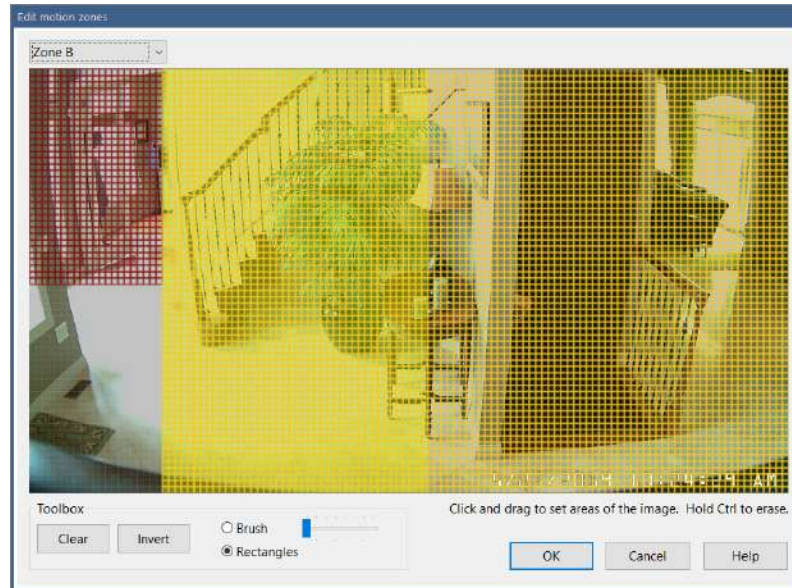 Edit motion zones
Zone B
AM
Toolbox
Click and drag to set areas of the image. Hold Ctrl to erase.
Clear
Invert
Brush
Rectangles
OK
Cancel
Help